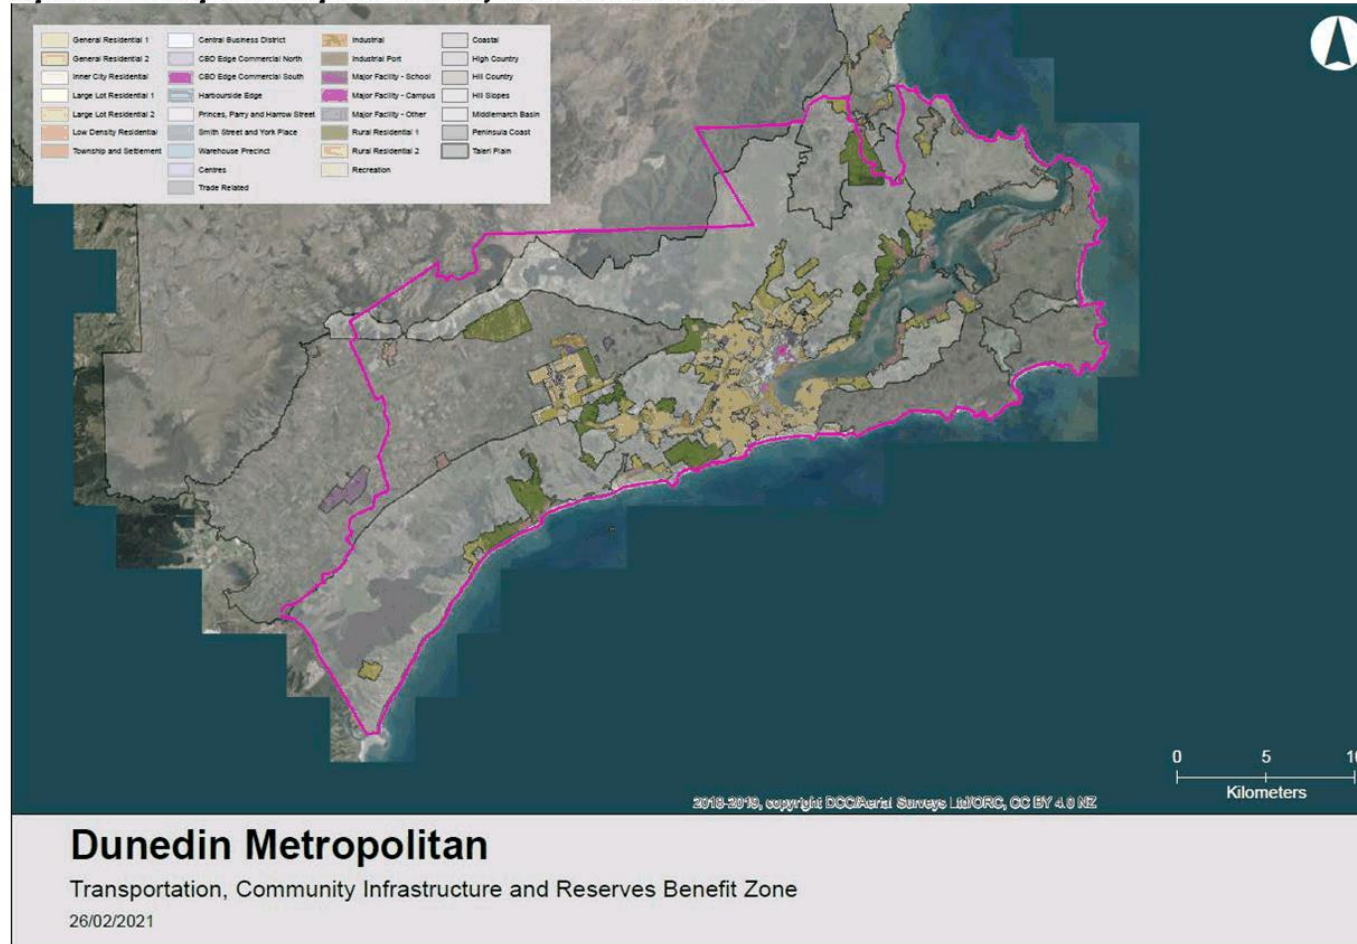 General Residential 1
General Residential 2
Inner City Residential
Large Lot Residential 1
Large Lot Residential 2
Low Density Residential
Township and Settlement
Central Business District
CBD Edge Commercial North
CBD Edge Commercial South
Harbourside Edge
Princes, Parry and Harrow Street
Smith Street and York Place
Warehouse Precinct
Centres
Trade Related
Industrial
Industrial Port
Major Facility - School
Major Facility - Campus
Major Facility - Other
Rural Residential 1
Rural Residential 2
Recreation
Coastal
High Country
Hill Country
Hill Slopes
Middlemarch Basin
Peninsula Coast
Taieri Plain
0 5 10
Kilometers
2018-2019, copyright DCC/Aerial Surveys Ltd/ORC, CC BY 4.0 NZ
Dunedin Metropolitan
Transportation, Community Infrastructure and Reserves Benefit Zone
26/02/2021